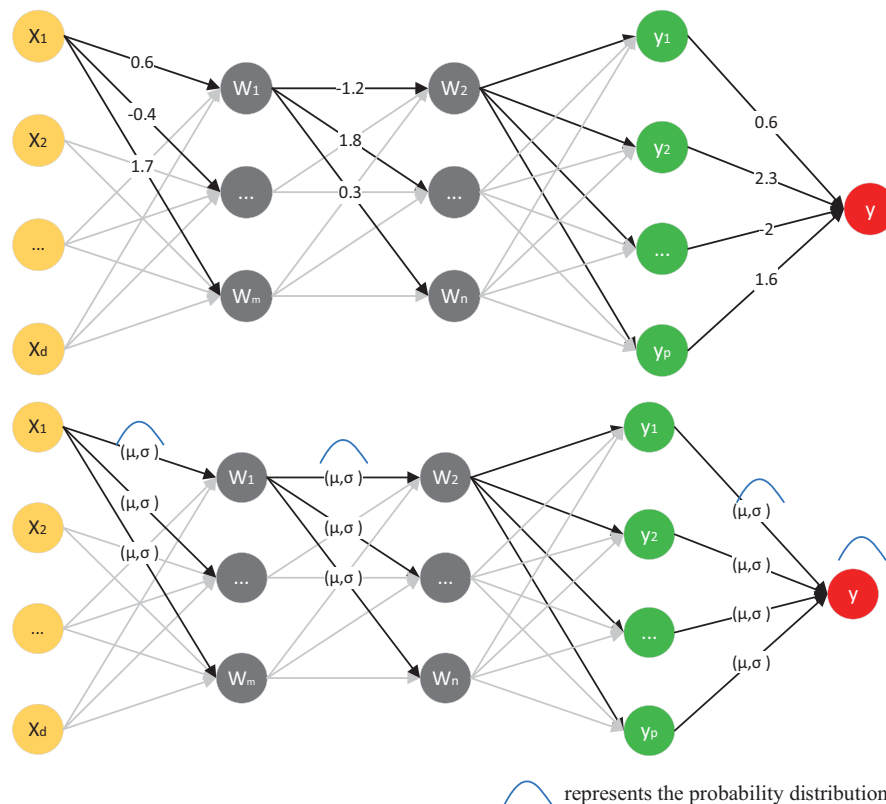 X1
0.6
W1
-1.2
W2
y1
-0.4
0.6
X2
1.8
y2
1.7
2.3
...
...
0.3
...
y
-2
...
...
1.6
Wm
Wn
Xd
yp
X1
(μ,σ )
W1
(μ,σ )
W2
y1
(μ,σ )
(μ,σ )
(μ,σ )
X2
(μ,σ )
y2
(μ,σ )
(μ,σ )
...
...
y
...
(μ,σ )
...
(μ,σ )
Wm
Wn
Xd
yp
represents the probability distribution